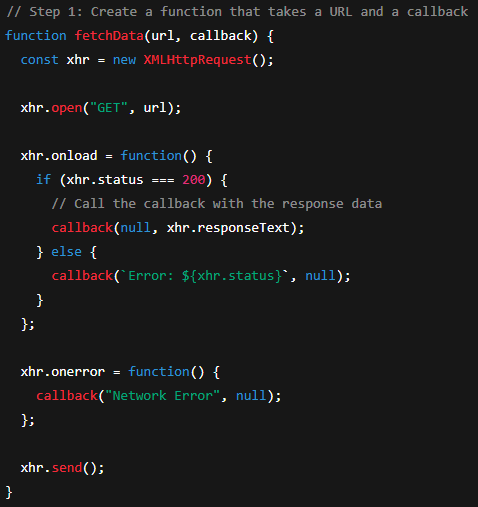 // Step 1: Create a function that takes a URL and a callback
function fetchData(url, callback) {
  const xhr = new XMLHttpRequest();

  xhr.open("GET", url);

  xhr.onload = function() {
    if (xhr.status === 200) {
      // Call the callback with the response data
      callback(null, xhr.responseText);
    } else {
      callback(`Error: ${xhr.status}`, null);
    }
  };

  xhr.onerror = function() {
    callback("Network Error", null);
  };

  xhr.send();
}